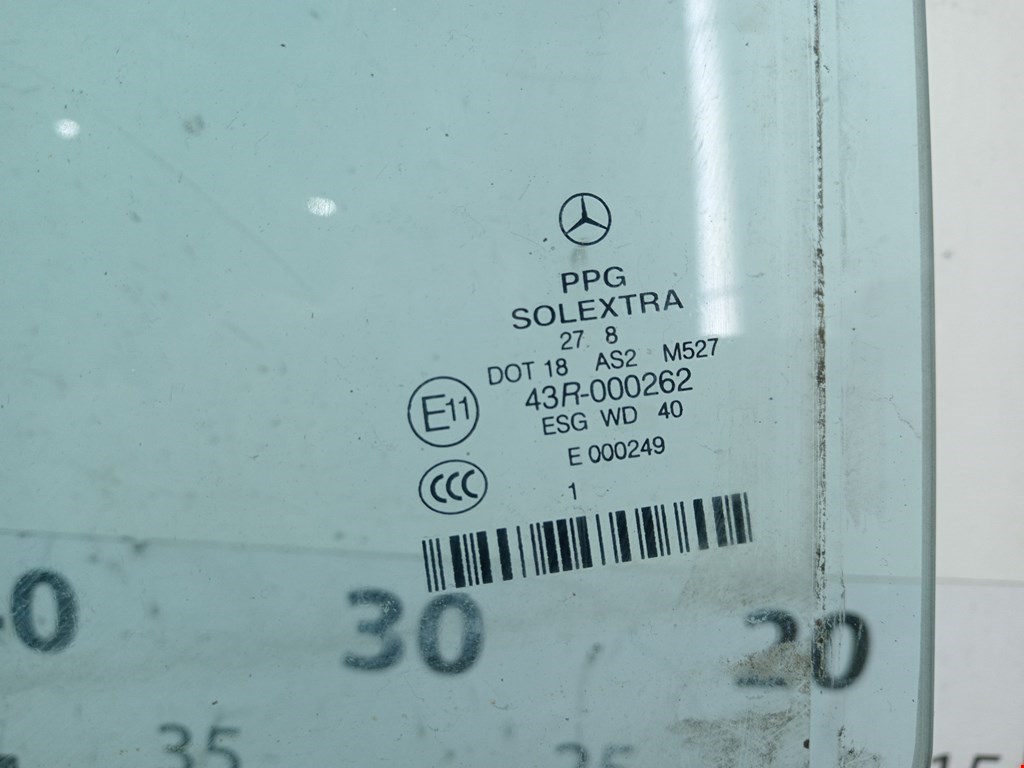 PPG
SOLEXTRA
27 8
DOT 18 AS2 M527
43R-000262
E11
ESG WD 40
E 000249
CCC
1
30
20
35